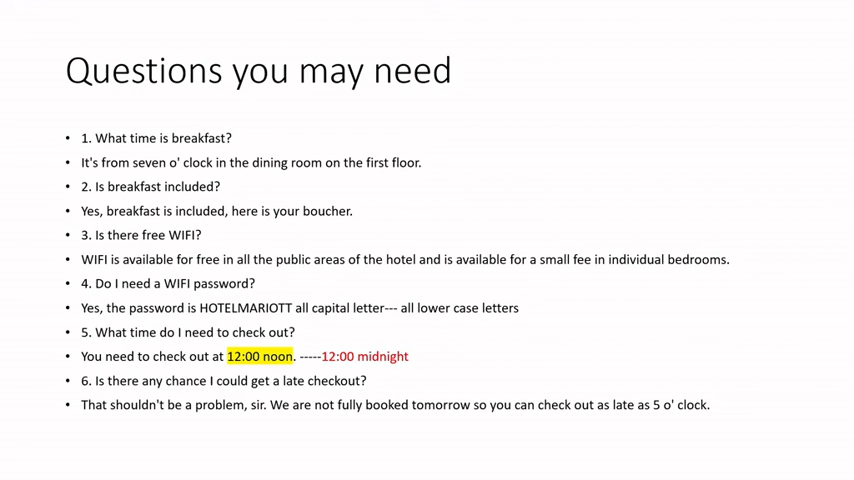 Questions you may need
• 1. What time is breakfast?
• It's from seven o' clock in the dining room on the first floor.
• 2. Is breakfast included?
• Yes, breakfast is included, here is your boucher.
• 3. Is there free WIFI?
• WIFI is available for free in all the public areas of the hotel and is available for a small fee in individual bedrooms.
• 4. Do I need a WIFI password?
• Yes, the password is HOTELMARIOTT all capital letter--- all lower case letters
• 5. What time do I need to check out?
• You need to check out at 12:00 noon. -----12:00 midnight
• 6. Is there any chance I could get a late checkout?
• That shouldn't be a problem, sir. We are not fully booked tomorrow so you can check out as late as 5 o' clock.